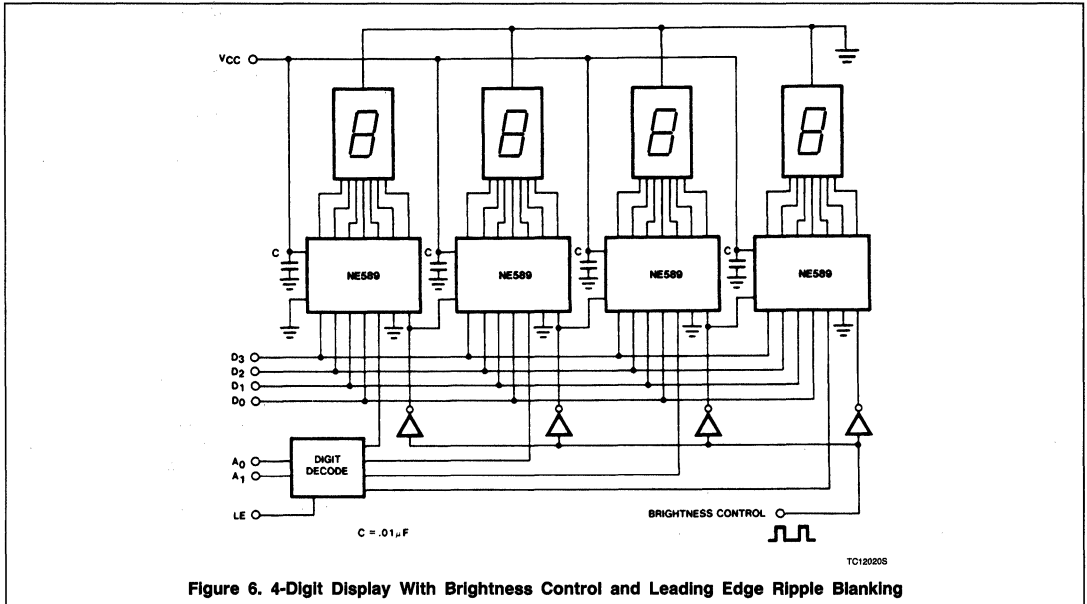 VCC
C
C
C
C
NE589
NE589
NE589
NE589
D3
D2
D1
D0
A0
A1
LE
DIGIT
DECODE
BRIGHTNESS CONTROL
C = .01µF
TC12020S
Figure 6. 4-Digit Display With Brightness Control and Leading Edge Ripple Blanking